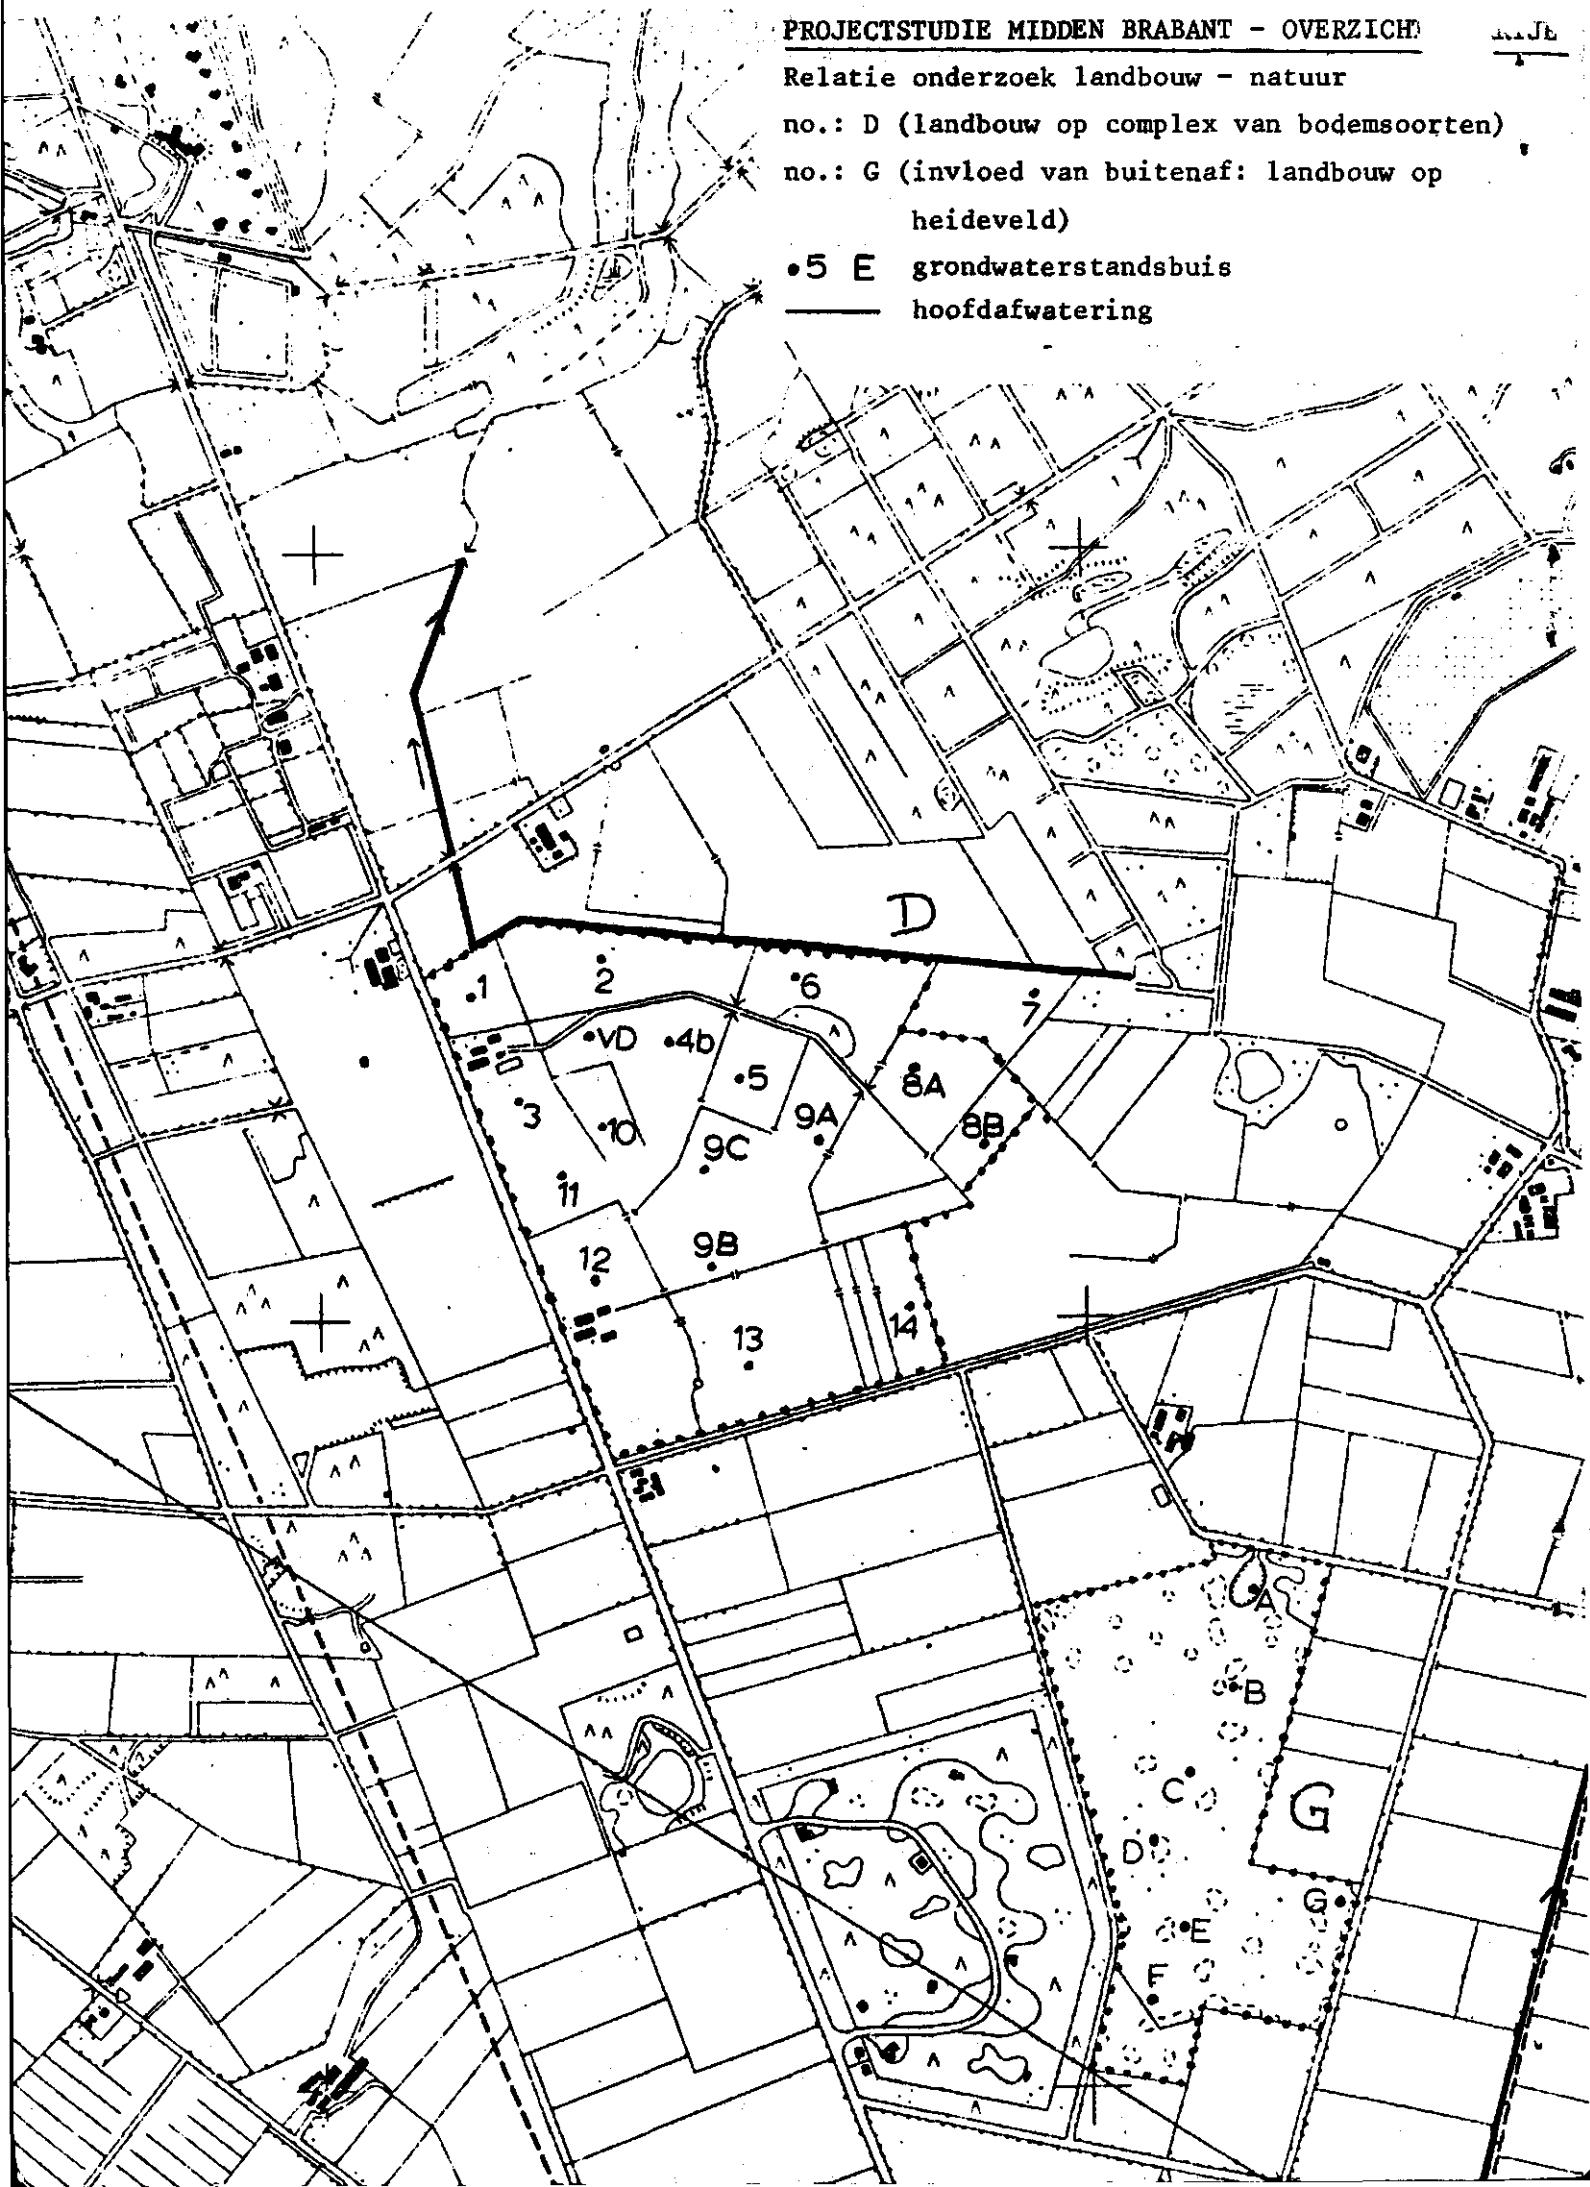 PROJECTSTUDIE MIDDEN BRABANT - OVERZICH
Relatie onderzoek landbouw - natuur
no.: D (landbouw op complex van bodemsoorten)
no.: G (invloed van buitenaf: landbouw op
heideveld)
•5 E grondwaterstandsbuis
hoofdafwatering
D
1
2
6
7
VD
4b
5
8A
3
10
9A
8B
9C
11
9B
12
13
14
A
B
C
G
D
G
E
F